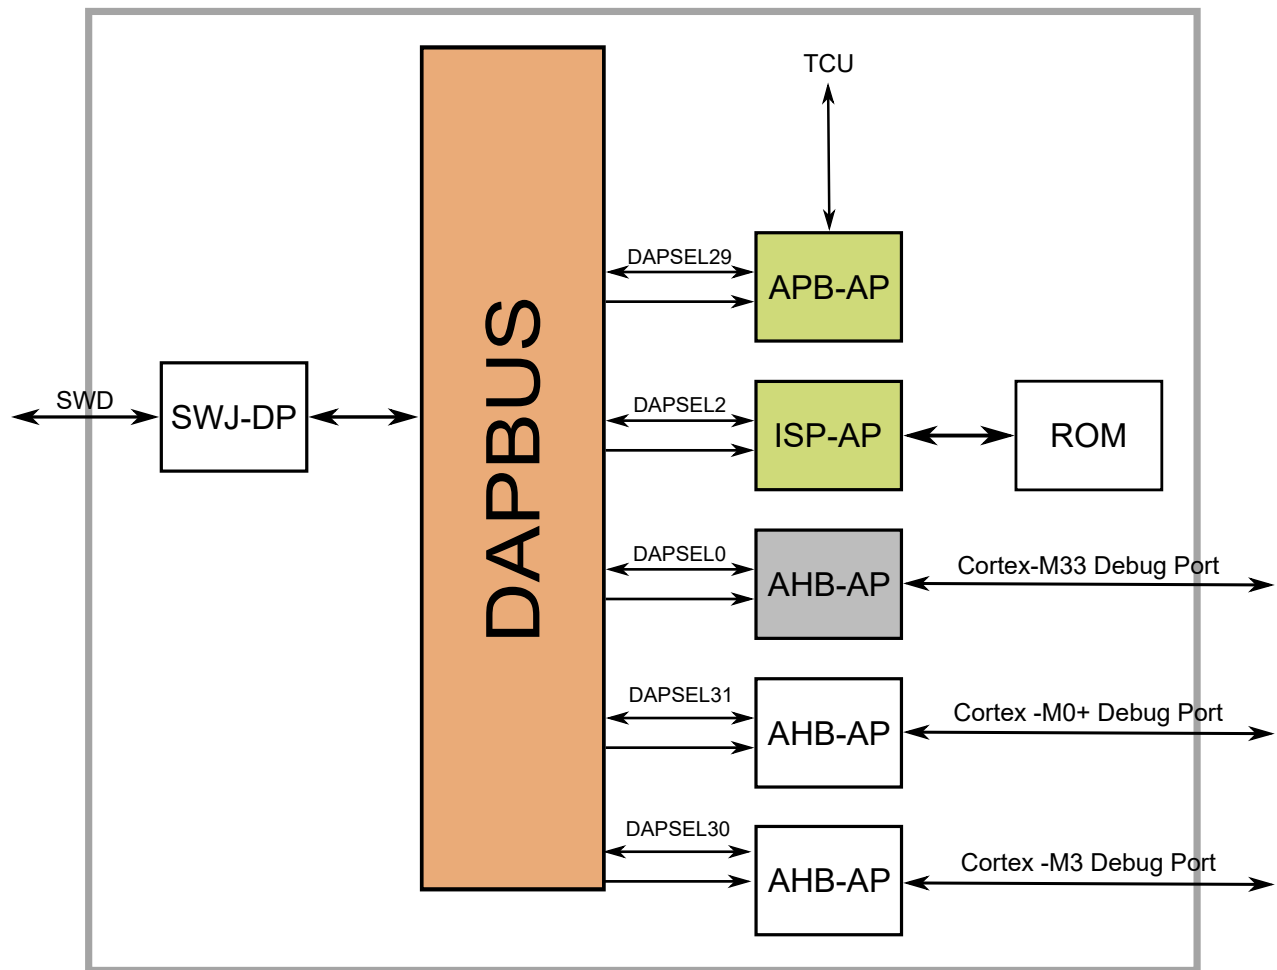 TCU
DAPSEL29
APB-AP
SWD
SWJ-DP
DAPBUS
DAPSEL2
ISP-AP
ROM
DAPSEL0
AHB-AP
Cortex-M33 Debug Port
DAPSEL31
AHB-AP
Cortex -M0+ Debug Port
DAPSEL30
AHB-AP
Cortex -M3 Debug Port